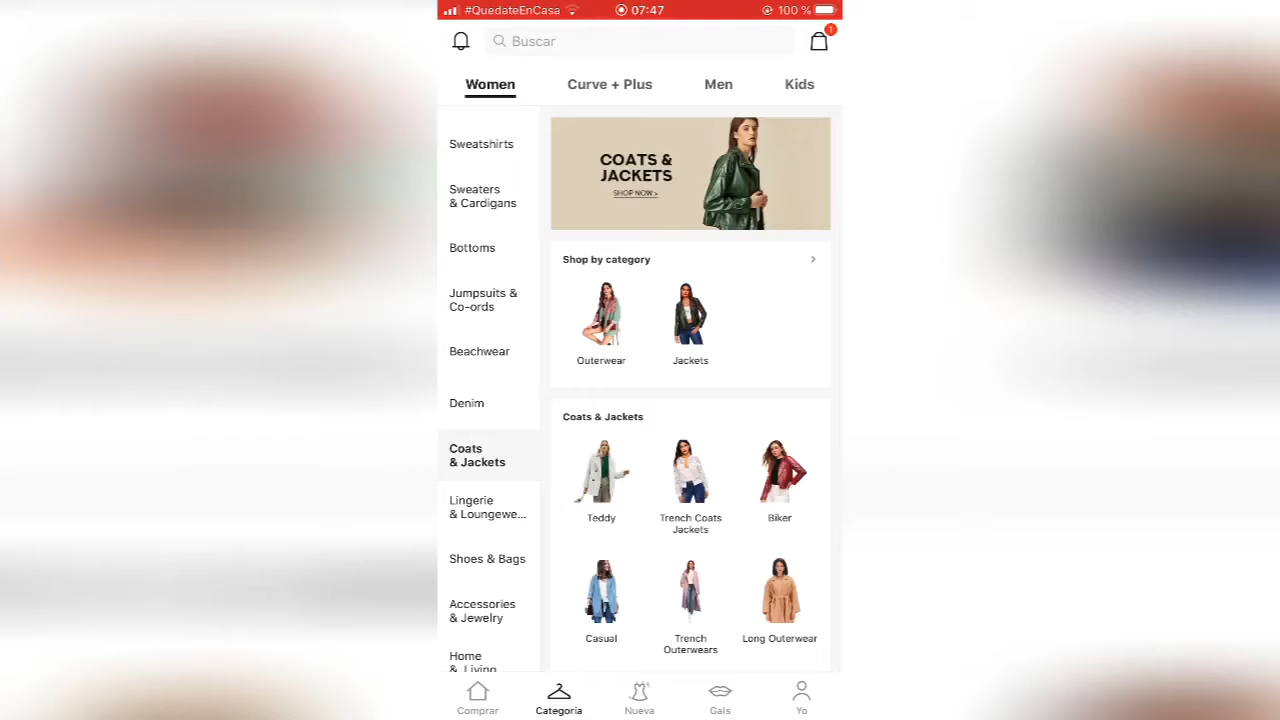 #QuedateEnCasa 07:47 100 %
Buscar
1
Women Curve + Plus Men Kids
Sweatshirts
Sweaters
& Cardigans
Bottoms
Jumpsuits &
Co-ords
Beachwear
Denim
Coats
& Jackets
Lingerie
& Loungewe...
Shoes & Bags
Accessories
& Jewelry
Home
& Living
COATS &
JACKETS
SHOP NOW >
Shop by category
Outerwear Jackets
Coats & Jackets
Teddy
Trench Coats
Jackets
Biker
Casual
Trench
Outerwears
Long Outerwear
Comprar Categoría Nueva Gals Yo